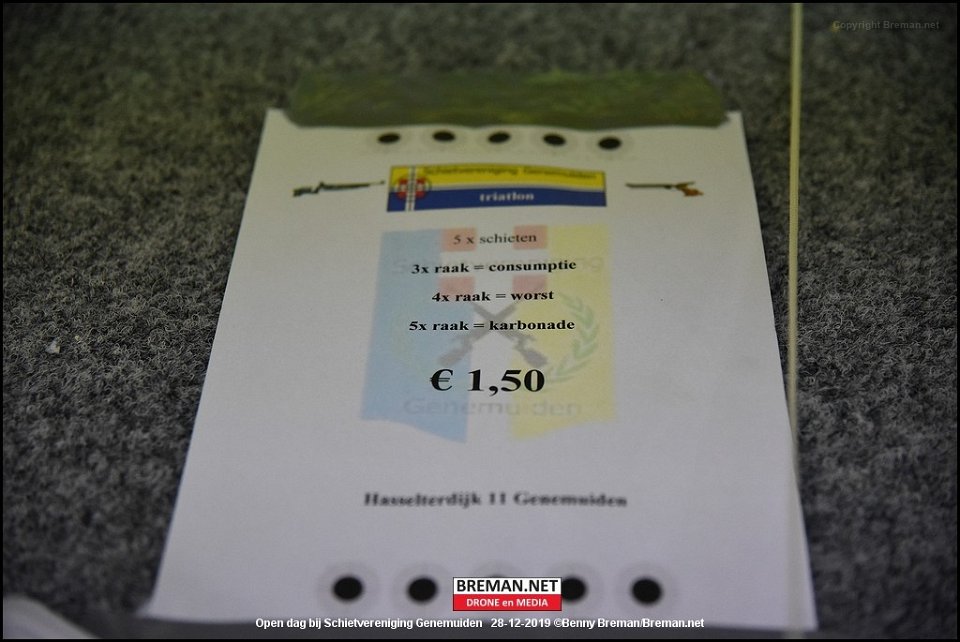 Copyright Breman.net
Schietvereniging Genemuiden
triatlon
5 x schieten
3x raak = consumptie
4x raak = worst
5x raak = karbonade
€ 1,50
Genemuiden
Hasselterdijk 11 Genemuiden
BREMAN.NET
DRONE en MEDIA
Open dag bij Schietvereniging Genemuiden 28-12-2019 ©Benny Breman/Breman.net